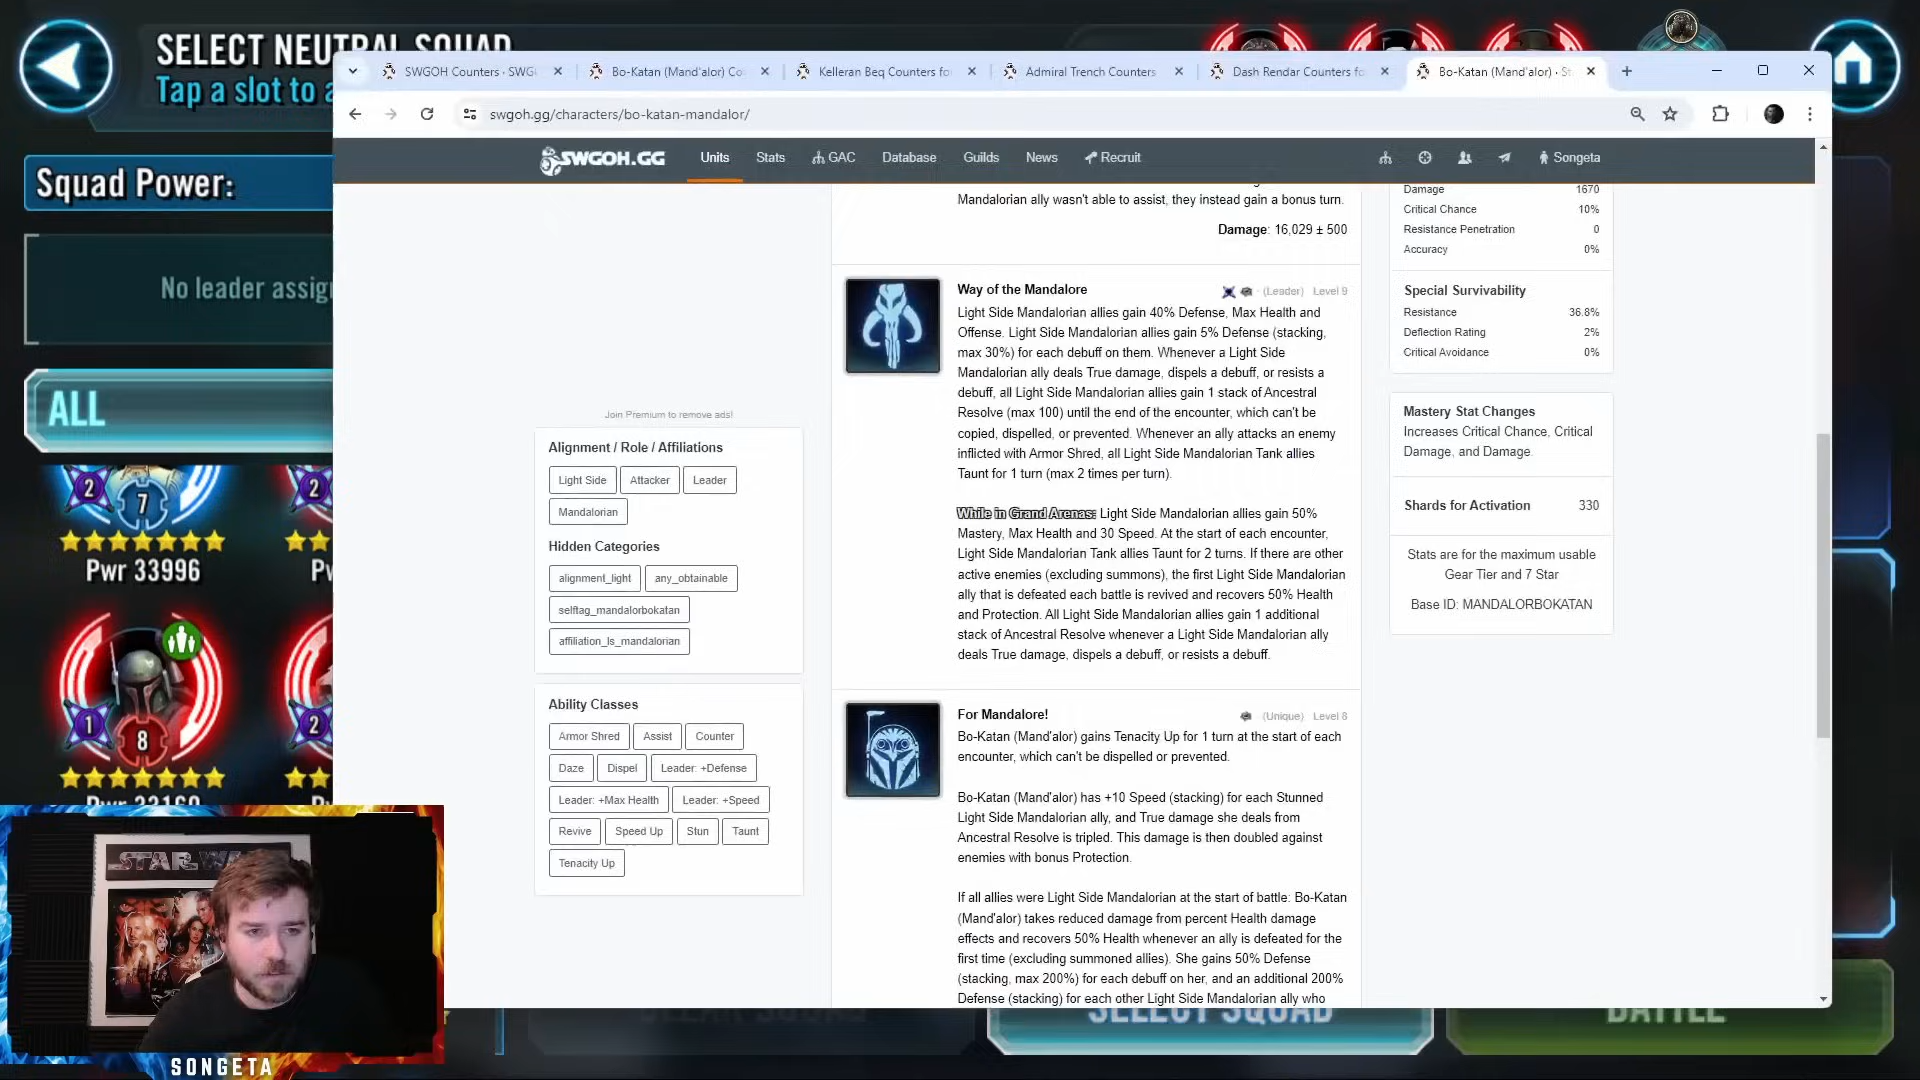 SELECT NEUTRAL SQUAD
Tap a slot to
SWGOH Counters · SWG
Bo-Katan (Mand'alor) Co
Kelleran Beq Counters fo
Admiral Trench Counters
Dash Rendar Counters fo
Bo-Katan (Mand'alor) · St
swgoh.gg/characters/bo-katan-mandalor/
SWGOH.GG
Units
Stats
GAC
Database
Guilds
News
Recruit
Songeta
Squad Power:
No leader assig
ALL
2
7
2
Pwr 33996
1
8
2
Mandalorian ally wasn't able to assist, they instead gain a bonus turn.
Damage: 16,029 ± 500
Way of the Mandalore
(Leader) Level 9
Light Side Mandalorian allies gain 40% Defense, Max Health and
Offense. Light Side Mandalorian allies gain 5% Defense (stacking,
max 30%) for each debuff on them. Whenever a Light Side
Mandalorian ally deals True damage, dispels a debuff, or resists a
debuff, all Light Side Mandalorian allies gain 1 stack of Ancestral
Resolve (max 100) until the end of the encounter, which can't be
copied, dispelled, or prevented. Whenever an ally attacks an enemy
inflicted with Armor Shred, all Light Side Mandalorian Tank allies
Taunt for 1 turn (max 2 times per turn).
While in Grand Arenas: Light Side Mandalorian allies gain 50%
Mastery, Max Health and 30 Speed. At the start of each encounter,
Light Side Mandalorian Tank allies Taunt for 2 turns. If there are other
active enemies (excluding summons), the first Light Side Mandalorian
ally that is defeated each battle is revived and recovers 50% Health
and Protection. All Light Side Mandalorian allies gain 1 additional
stack of Ancestral Resolve whenever a Light Side Mandalorian ally
deals True damage, dispels a debuff, or resists a debuff.
For Mandalore!
(Unique) Level 8
Bo-Katan (Mand'alor) gains Tenacity Up for 1 turn at the start of each
encounter, which can't be dispelled or prevented.
Bo-Katan (Mand'alor) has +10 Speed (stacking) for each Stunned
Light Side Mandalorian ally, and True damage she deals from
Ancestral Resolve is tripled. This damage is then doubled against
enemies with bonus Protection.
If all allies were Light Side Mandalorian at the start of battle: Bo-Katan
(Mand'alor) takes reduced damage from percent Health damage
effects and recovers 50% Health whenever an ally is defeated for the
first time (excluding summoned allies). She gains 50% Defense
(stacking, max 200%) for each debuff on her, and an additional 200%
Defense (stacking) for each other Light Side Mandalorian ally who
Join Premium to remove ads!
Alignment / Role / Affiliations
Light Side
Attacker
Leader
Mandalorian
Hidden Categories
alignment_light
any_obtainable
selftag_mandalorbokatan
affiliation_ls_mandalorian
Ability Classes
Armor Shred
Assist
Counter
Daze
Dispel
Leader: +Defense
Leader: +Max Health
Leader: +Speed
Revive
Speed Up
Stun
Taunt
Tenacity Up
Damage 1670
Critical Chance 10%
Resistance Penetration 0
Accuracy 0%
Special Survivability
Resistance 36.8%
Deflection Rating 2%
Critical Avoidance 0%
Mastery Stat Changes
Increases Critical Chance, Critical
Damage, and Damage.
Shards for Activation 330
Stats are for the maximum usable
Gear Tier and 7 Star
Base ID: MANDALORBOKATAN
STAR
SONGETA
SELECT SQUAD
BATTLE